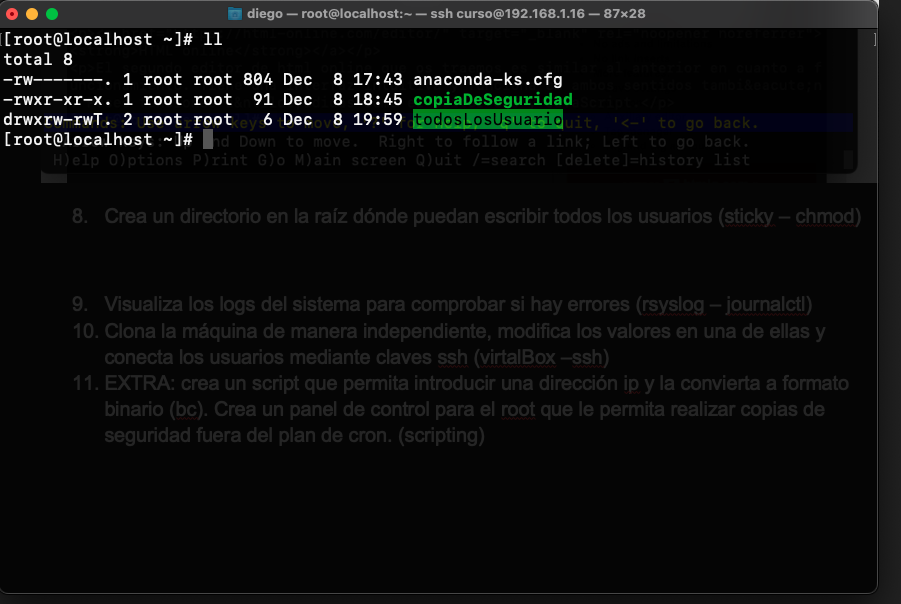 diego — root@localhost:~ — ssh curso@192.168.1.16 — 87×28
[root@localhost ~]# ll
total 8
-rw-------. 1 root root 804 Dec  8 17:43 anaconda-ks.cfg
-rwxr-xr-x. 1 root root  91 Dec  8 18:45 copiaDeSeguridad
drwxrw-rwT. 2 root root   6 Dec  8 19:59 todosLosUsuario
[root@localhost ~]#
uit, '<-' to go back.
and Down to move.  Right to follow a link; Left to go back.
H)elp O)ptions P)rint G)o M)ain screen Q)uit /=search [delete]=history list
8. Crea un directorio en la raíz dónde puedan escribir todos los usuarios (sticky – chmod)
9. Visualiza los logs del sistema para comprobar si hay errores (rsyslog – journalctl)
10. Clona la máquina de manera independiente, modifica los valores en una de ellas y
conecta los usuarios mediante claves ssh (virtalBox –ssh)
11. EXTRA: crea un script que permita introducir una dirección ip y la convierta a formato
binario (bc). Crea un panel de control para el root que le permita realizar copias de
seguridad fuera del plan de cron. (scripting)